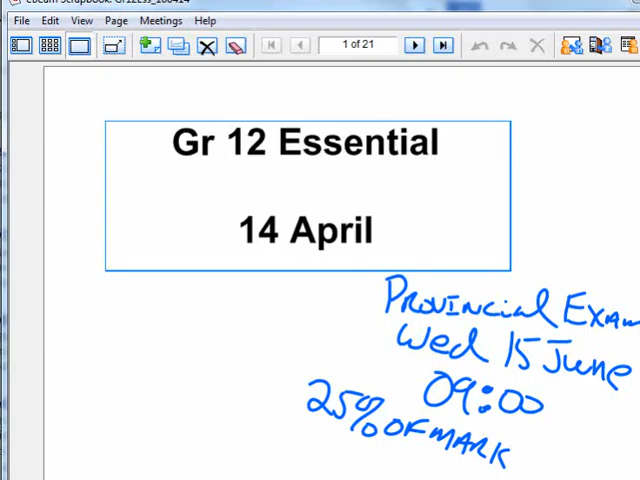 File Edit View Page Meetings Help
1 of 21
Gr 12 Essential
14 April
Provincial Exam
Wed 15 June
09:00
25% OF MARK